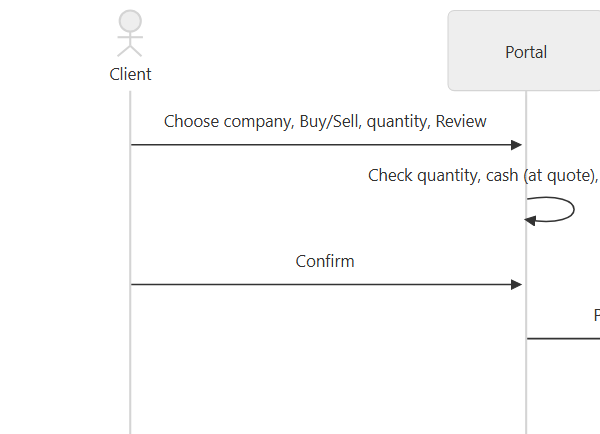 Portal
Client
Choose company, Buy/Sell, quantity, Review
Check quantity, cash (at quote),
Confirm